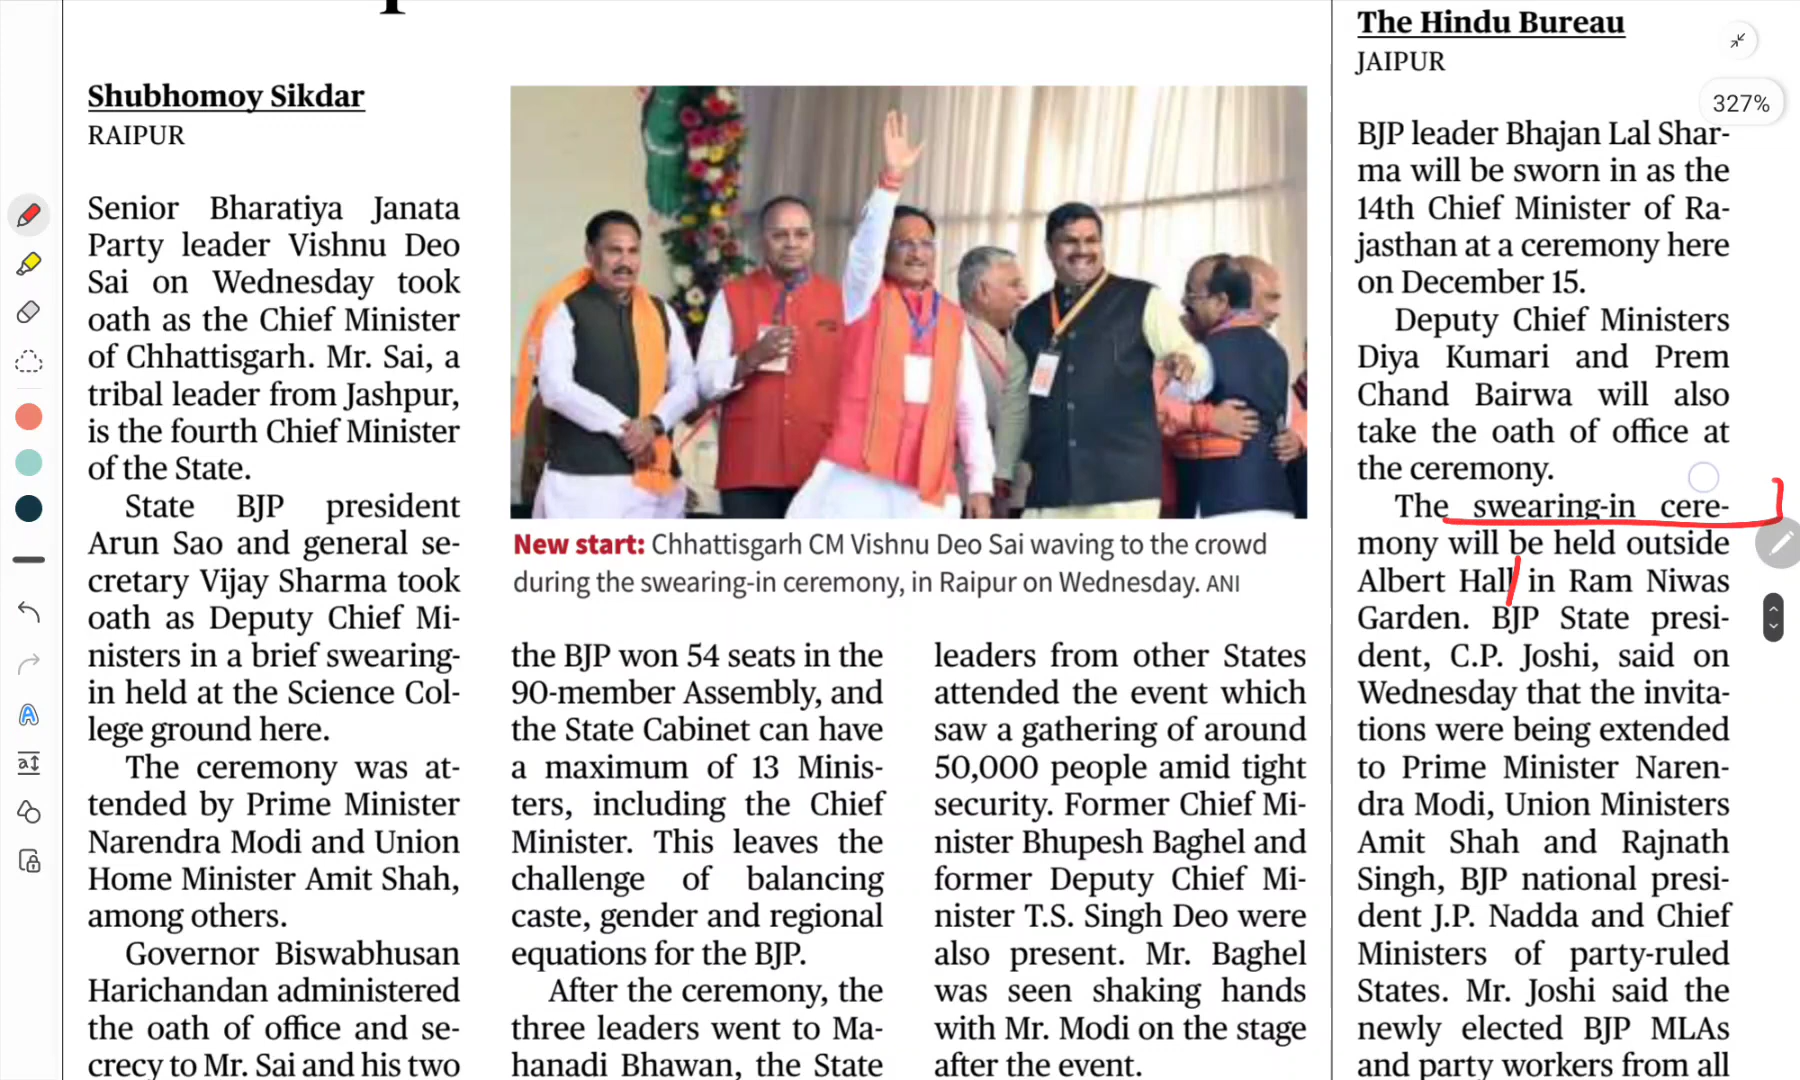 Shubhomoy Sikdar
RAIPUR
Senior Bharatiya Janata
Party leader Vishnu Deo
Sai on Wednesday took
oath as the Chief Minister
of Chhattisgarh. Mr. Sai, a
tribal leader from Jashpur,
is the fourth Chief Minister
of the State.
State BJP president
Arun Sao and general se-
cretary Vijay Sharma took
oath as Deputy Chief Mi-
nisters in a brief swearing-
in held at the Science Col-
lege ground here.
The ceremony was at-
tended by Prime Minister
Narendra Modi and Union
Home Minister Amit Shah,
among others.
Governor Biswabhusan
Harichandan administered
the oath of office and se-
crecy to Mr. Sai and his two
New start: Chhattisgarh CM Vishnu Deo Sai waving to the crowd
during the swearing-in ceremony, in Raipur on Wednesday. ANI
the BJP won 54 seats in the
90-member Assembly, and
the State Cabinet can have
a maximum of 13 Minis-
ters, including the Chief
Minister. This leaves the
challenge of balancing
caste, gender and regional
equations for the BJP.
After the ceremony, the
three leaders went to Ma-
hanadi Bhawan, the State
leaders from other States
attended the event which
saw a gathering of around
50,000 people amid tight
security. Former Chief Mi-
nister Bhupesh Baghel and
former Deputy Chief Mi-
nister T.S. Singh Deo were
also present. Mr. Baghel
was seen shaking hands
with Mr. Modi on the stage
after the event.
The Hindu Bureau
JAIPUR
327%
BJP leader Bhajan Lal Shar-
ma will be sworn in as the
14th Chief Minister of Ra-
jasthan at a ceremony here
on December 15.
Deputy Chief Ministers
Diya Kumari and Prem
Chand Bairwa will also
take the oath of office at
the ceremony.
The swearing-in cere-
mony will be held outside
Albert Hall in Ram Niwas
Garden. BJP State presi-
dent, C.P. Joshi, said on
Wednesday that the invita-
tions were being extended
to Prime Minister Naren-
dra Modi, Union Ministers
Amit Shah and Rajnath
Singh, BJP national presi-
dent J.P. Nadda and Chief
Ministers of party-ruled
States. Mr. Joshi said the
newly elected BJP MLAs
and party workers from all